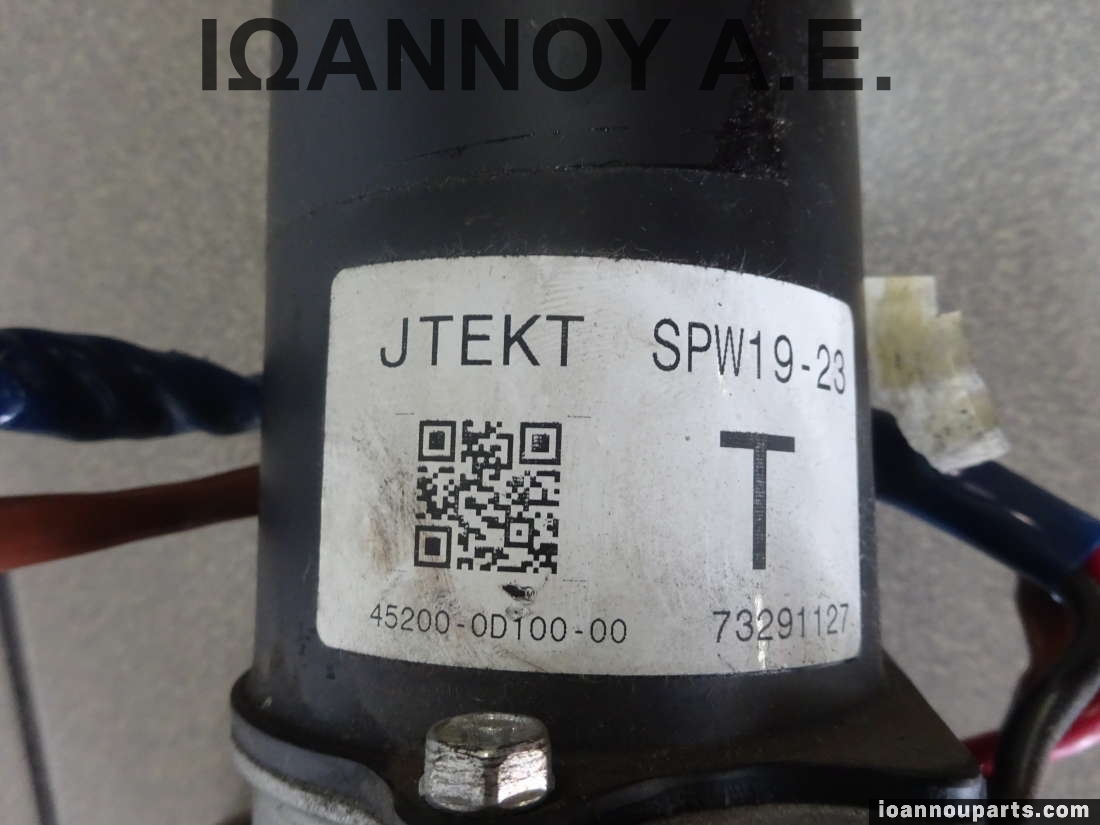 ΙΩΑΝΝΟΥ Α.Ε.
JTEKT SPW19-23
T
45200-0D100-00 73291127
ioannouparts.com